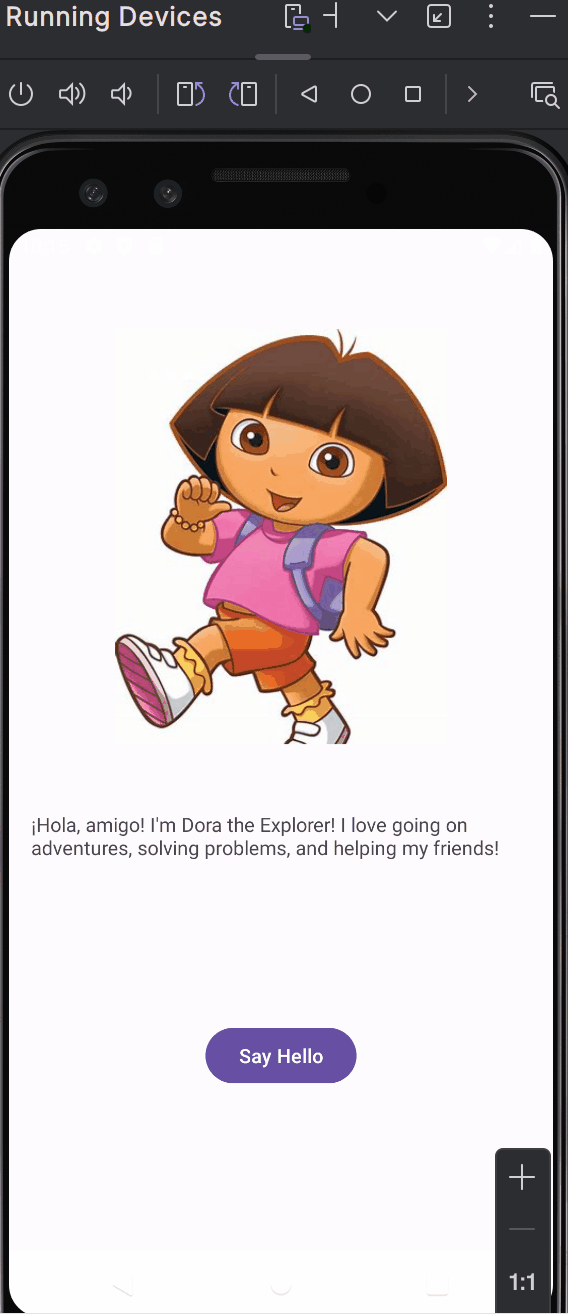 Running Devices
¡Hola, amigo! I'm Dora the Explorer! I love going on
adventures, solving problems, and helping my friends!
Say Hello
1:1